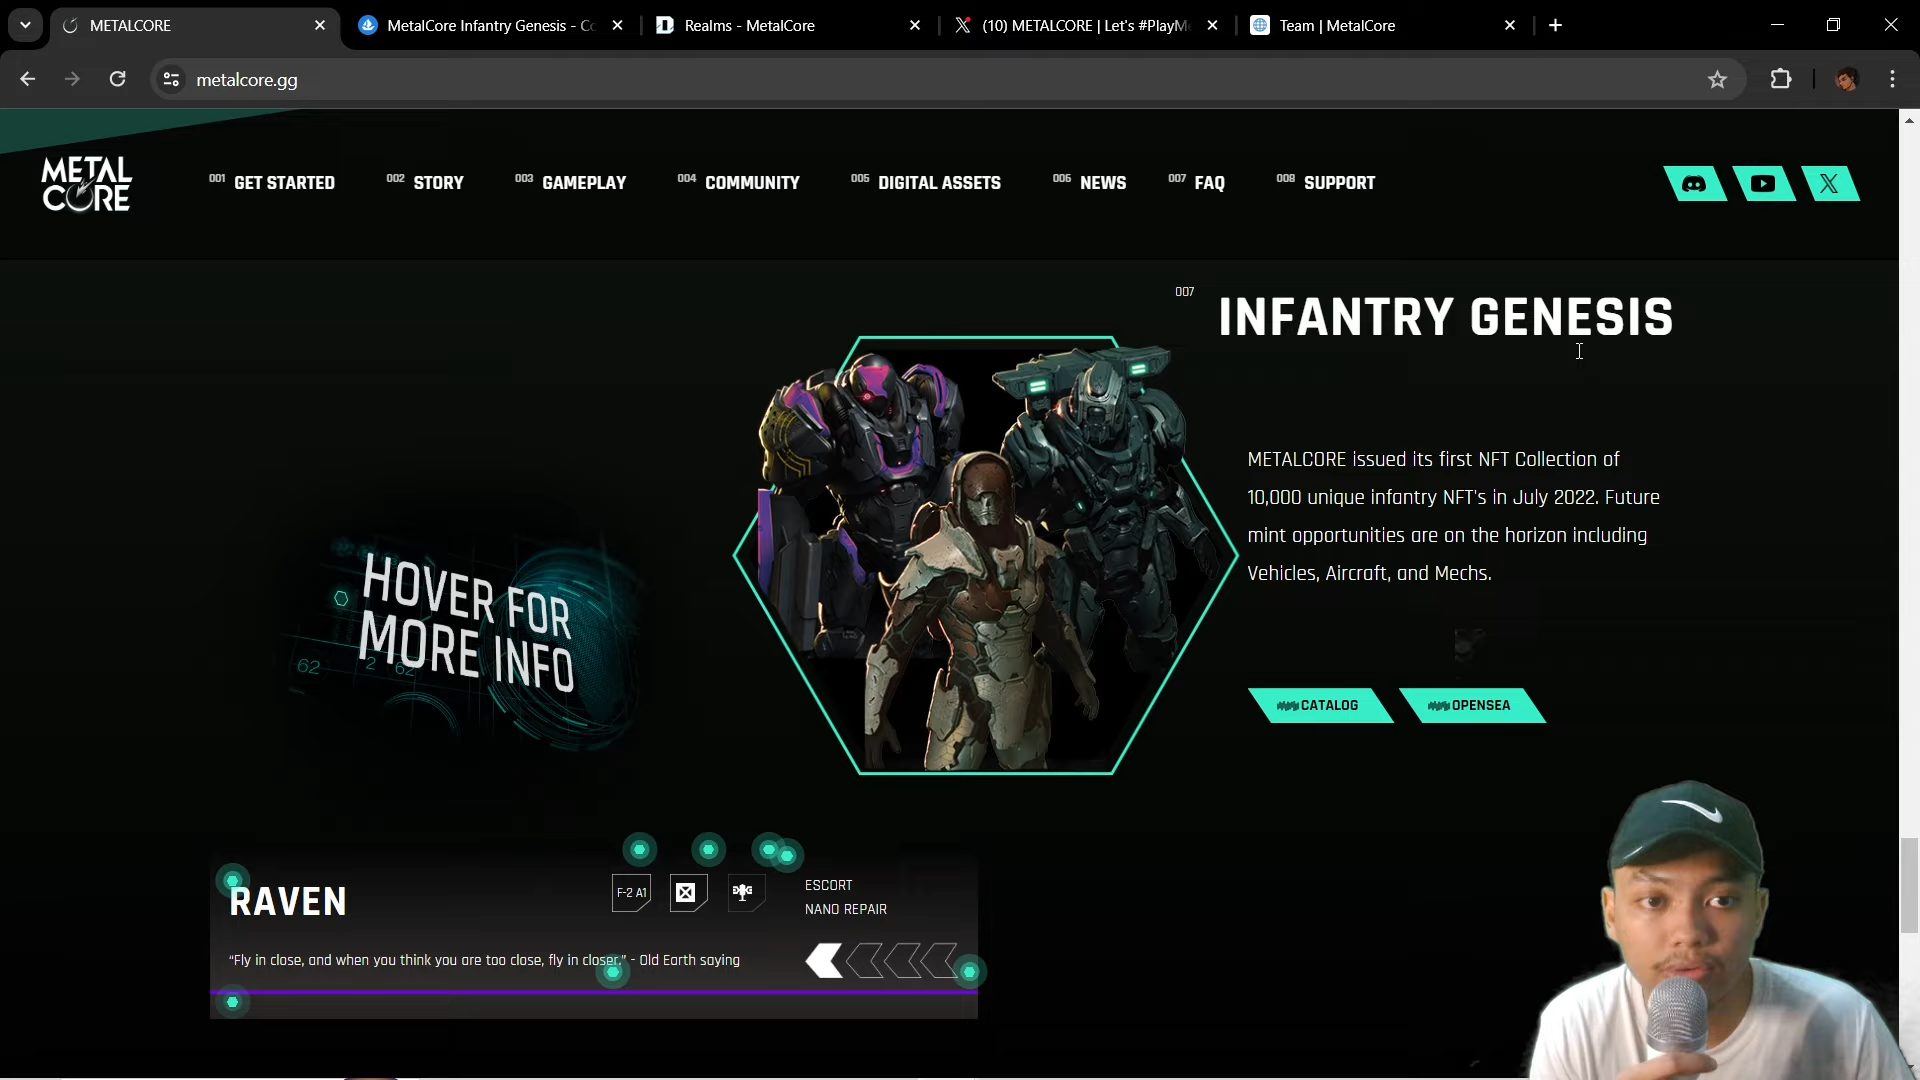 METALCORE
MetalCore Infantry Genesis - Co
Realms - MetalCore
(10) METALCORE | Let's #PlayMe
Team | MetalCore
metalcore.gg
METAL
CORE
001 GET STARTED
002 STORY
003 GAMEPLAY
004 COMMUNITY
005 DIGITAL ASSETS
006 NEWS
007 FAQ
008 SUPPORT
007
INFANTRY GENESIS
METALCORE issued its first NFT Collection of
10,000 unique infantry NFT's in July 2022. Future
mint opportunities are on the horizon including
Vehicles, Aircraft, and Mechs.
HOVER FOR
MORE INFO
62 2 62
CATALOG
OPENSEA
RAVEN
F-2 A1
ESCORT
NANO REPAIR
“Fly in close, and when you think you are too close, fly in closer.” - Old Earth saying